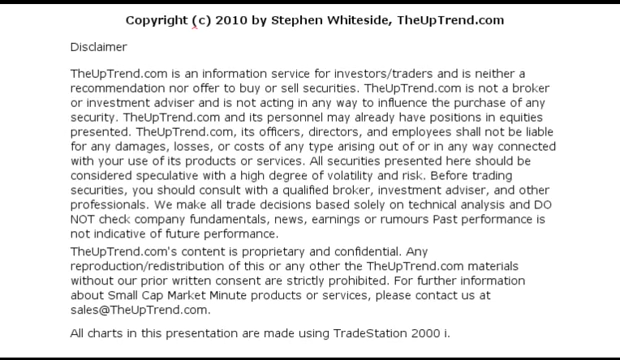 Copyright (c) 2010 by Stephen Whiteside, TheUpTrend.com
Disclaimer
TheUpTrend.com is an information service for investors/traders and is neither a
recommendation nor offer to buy or sell securities. TheUpTrend.com is not a broker
or investment adviser and is not acting in any way to influence the purchase of any
security. TheUpTrend.com and its personnel may already have positions in equities
presented. TheUpTrend.com, its officers, directors, and employees shall not be liable
for any damages, losses, or costs of any type arising out of or in any way connected
with your use of its products or services. All securities presented here should be
considered speculative with a high degree of volatility and risk. Before trading
securities, you should consult with a qualified broker, investment adviser, and other
professionals. We make all trade decisions based solely on technical analysis and DO
NOT check company fundamentals, news, earnings or rumours Past performance is
not indicative of future performance.
TheUpTrend.com's content is proprietary and confidential. Any
reproduction/redistribution of this or any other the TheUpTrend.com materials
without our prior written consent are strictly prohibited. For further information
about Small Cap Market Minute products or services, please contact us at
sales@TheUpTrend.com.
All charts in this presentation are made using TradeStation 2000 i.